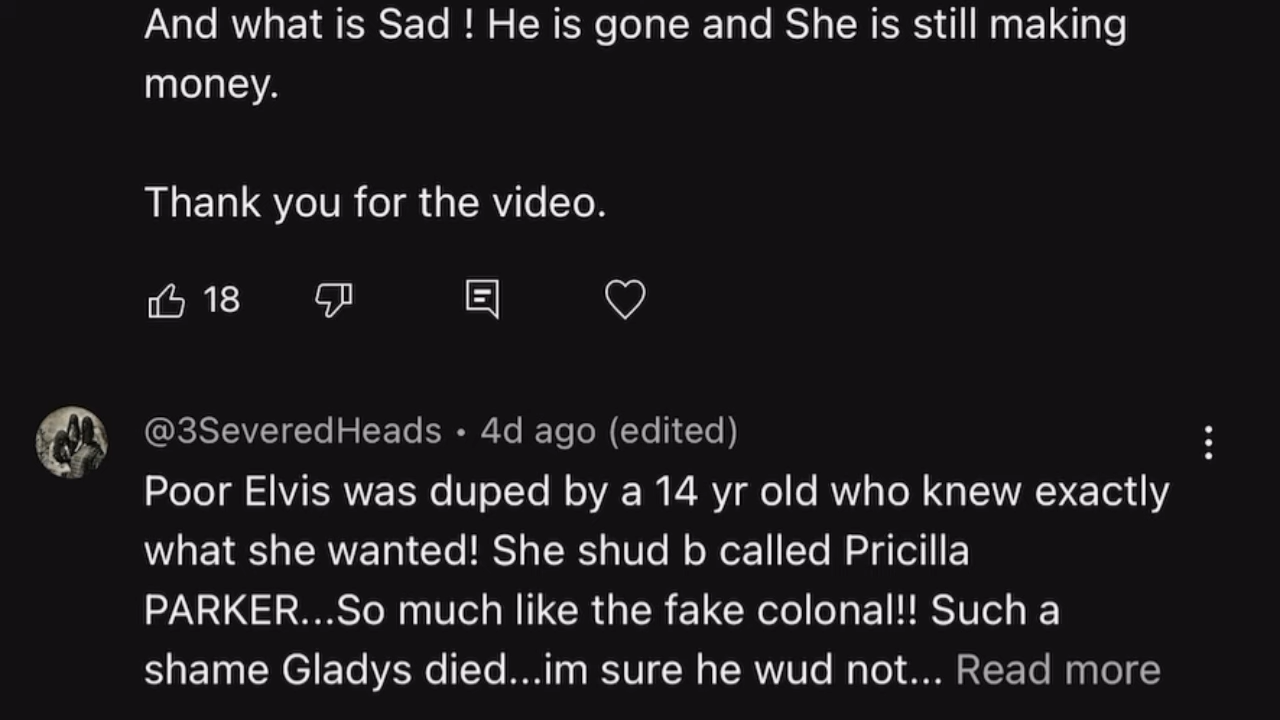 And what is Sad ! He is gone and She is still making
money.
Thank you for the video.
18
@3SeveredHeads • 4d ago (edited)
Poor Elvis was duped by a 14 yr old who knew exactly
what she wanted! She shud b called Pricilla
PARKER...So much like the fake colonal!! Such a
shame Gladys died...im sure he wud not... Read more